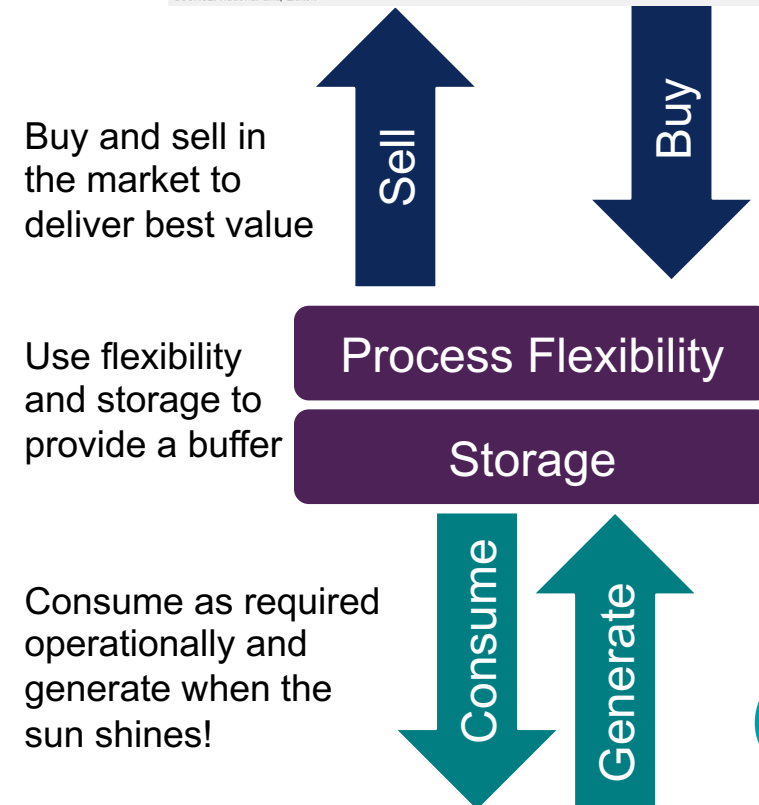 Sell
Buy
Buy and sell in
the market to
deliver best value
Process Flexibility
Use flexibility
and storage to
provide a buffer
Storage
Consume
Generate
Consume as required
operationally and
generate when the
sun shines!